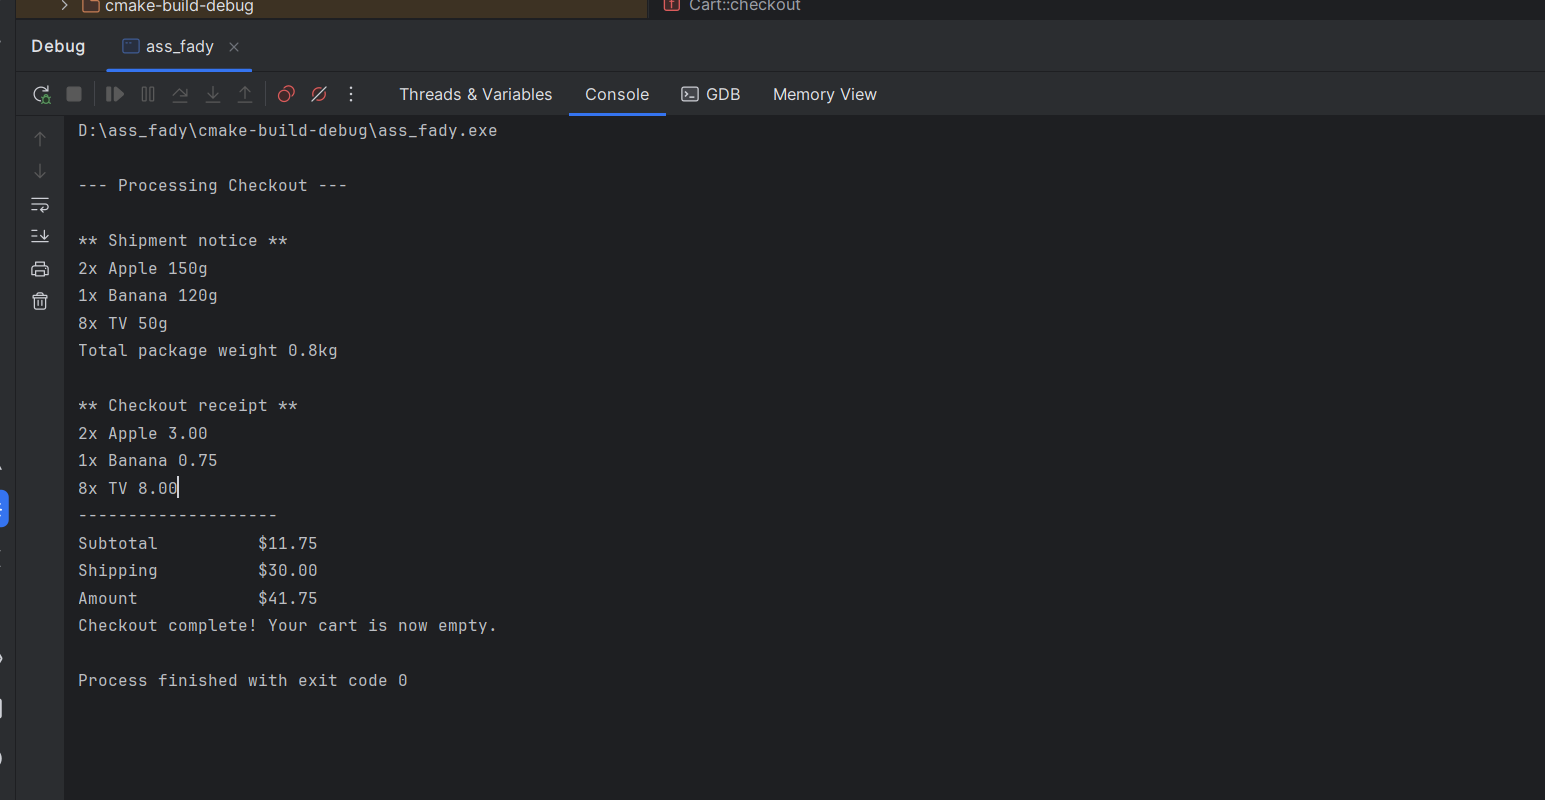 cmake-build-debug
Cart::checkout
Debug
ass_fady
Threads & Variables
Console
GDB
Memory View
D:\ass_fady\cmake-build-debug\ass_fady.exe
--- Processing Checkout ---
** Shipment notice **
2x Apple 150g
1x Banana 120g
8x TV 50g
Total package weight 0.8kg
** Checkout receipt **
2x Apple 3.00
1x Banana 0.75
8x TV 8.00
--------------------
Subtotal          $11.75
Shipping          $30.00
Amount            $41.75
Checkout complete! Your cart is now empty.
Process finished with exit code 0